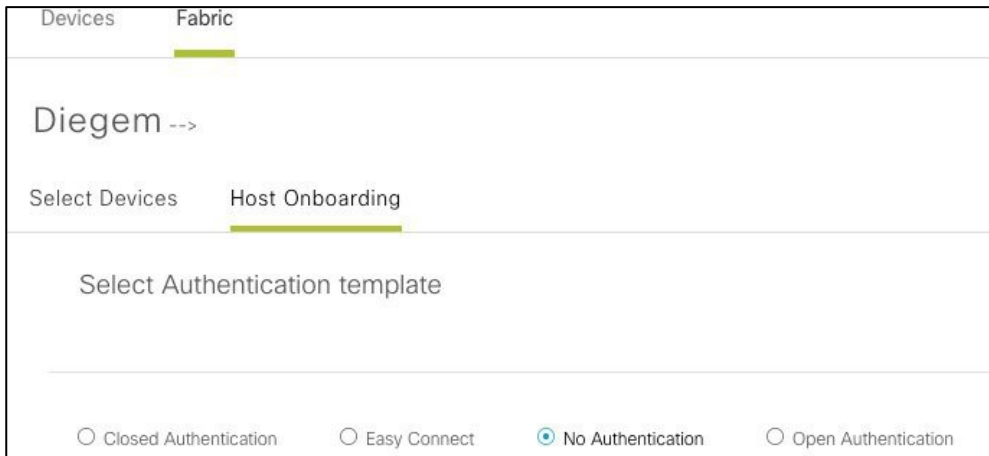 Devices Fabric
Diegem -->
Select Devices Host Onboarding
Select Authentication template
Closed Authentication Easy Connect No Authentication Open Authentication